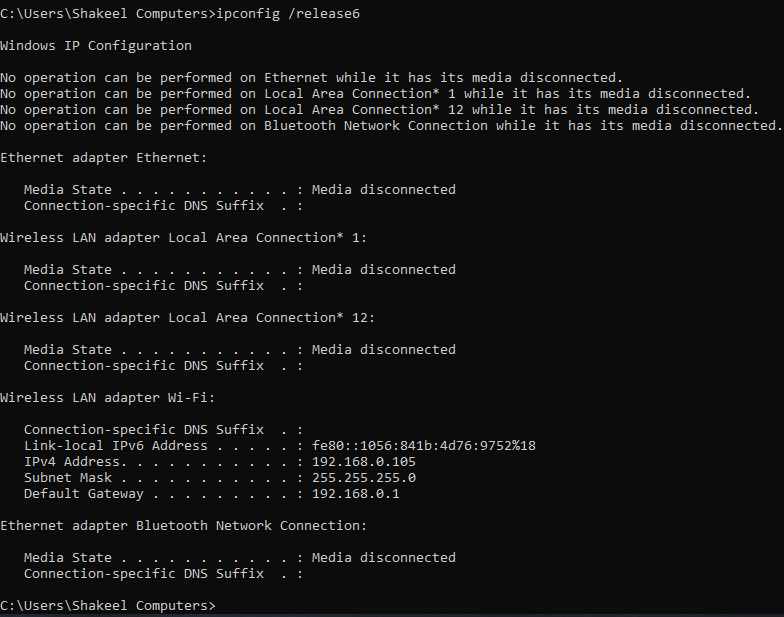 C:\Users\Shakeel Computers>ipconfig /release6
Windows IP Configuration
No operation can be performed on Ethernet while it has its media disconnected.
No operation can be performed on Local Area Connection* 1 while it has its media disconnected.
No operation can be performed on Local Area Connection* 12 while it has its media disconnected.
No operation can be performed on Bluetooth Network Connection while it has its media disconnected.
Ethernet adapter Ethernet:
   Media State . . . . . . . . . . . : Media disconnected
   Connection-specific DNS Suffix  . :
Wireless LAN adapter Local Area Connection* 1:
   Media State . . . . . . . . . . . : Media disconnected
   Connection-specific DNS Suffix  . :
Wireless LAN adapter Local Area Connection* 12:
   Media State . . . . . . . . . . . : Media disconnected
   Connection-specific DNS Suffix  . :
Wireless LAN adapter Wi-Fi:
   Connection-specific DNS Suffix  . :
   Link-local IPv6 Address . . . . . : fe80::1056:841b:4d76:9752%18
   IPv4 Address. . . . . . . . . . . : 192.168.0.105
   Subnet Mask . . . . . . . . . . . : 255.255.255.0
   Default Gateway . . . . . . . . . : 192.168.0.1
Ethernet adapter Bluetooth Network Connection:
   Media State . . . . . . . . . . . : Media disconnected
   Connection-specific DNS Suffix  . :
C:\Users\Shakeel Computers>